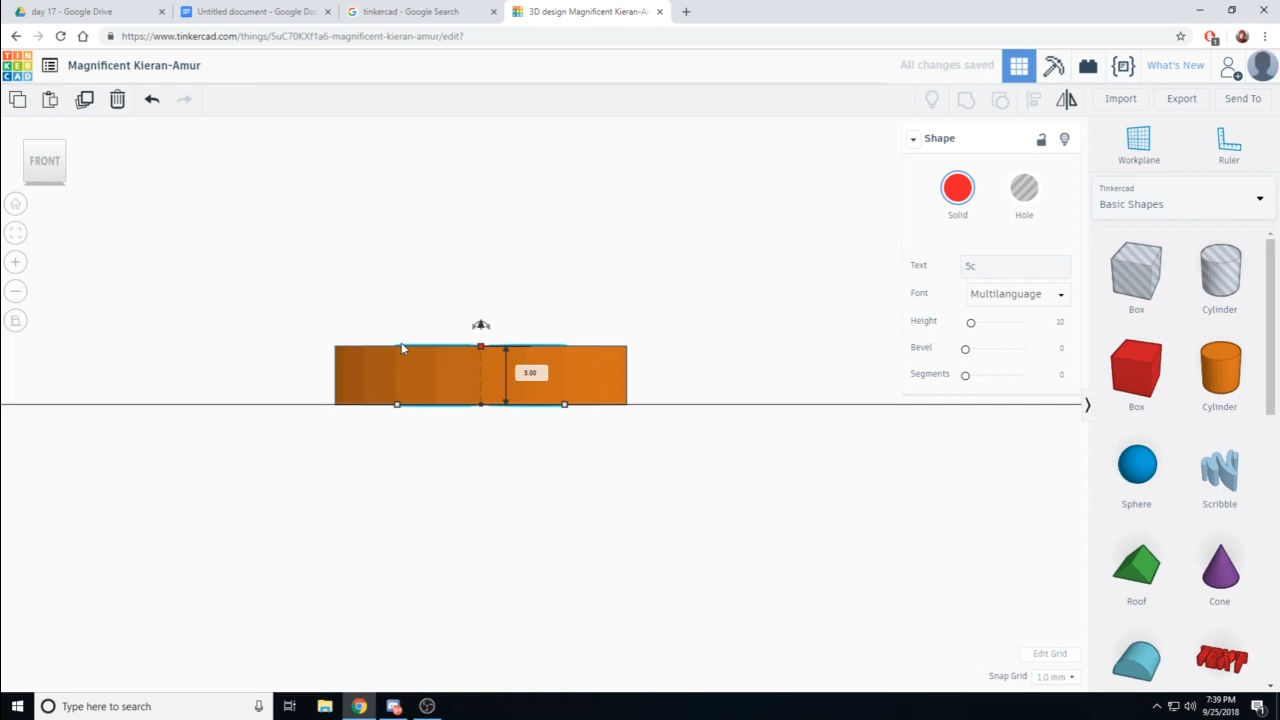 day 17 - Google Drive
Untitled document - Google Doc
tinkercad - Google Search
3D design Magnificent Kieran-A
https://www.tinkercad.com/things/5uC70KXf1a6-magnificent-kieran-amur/edit?
1
TIN
KER
CAD
Magnificent Kieran-Amur
All changes saved
What's New
Import
Export
Send To
FRONT
Shape
Solid
Hole
Text
5c
Font
Multilanguage
Height
10
Bevel
0
Segments
0
Workplane
Ruler
Tinkercad
Basic Shapes
Box
Cylinder
Box
Cylinder
Sphere
Scribble
Roof
Cone
TEXT
5.00
Edit Grid
Snap Grid
1.0 mm
Type here to search
7:39 PM
9/25/2018
1